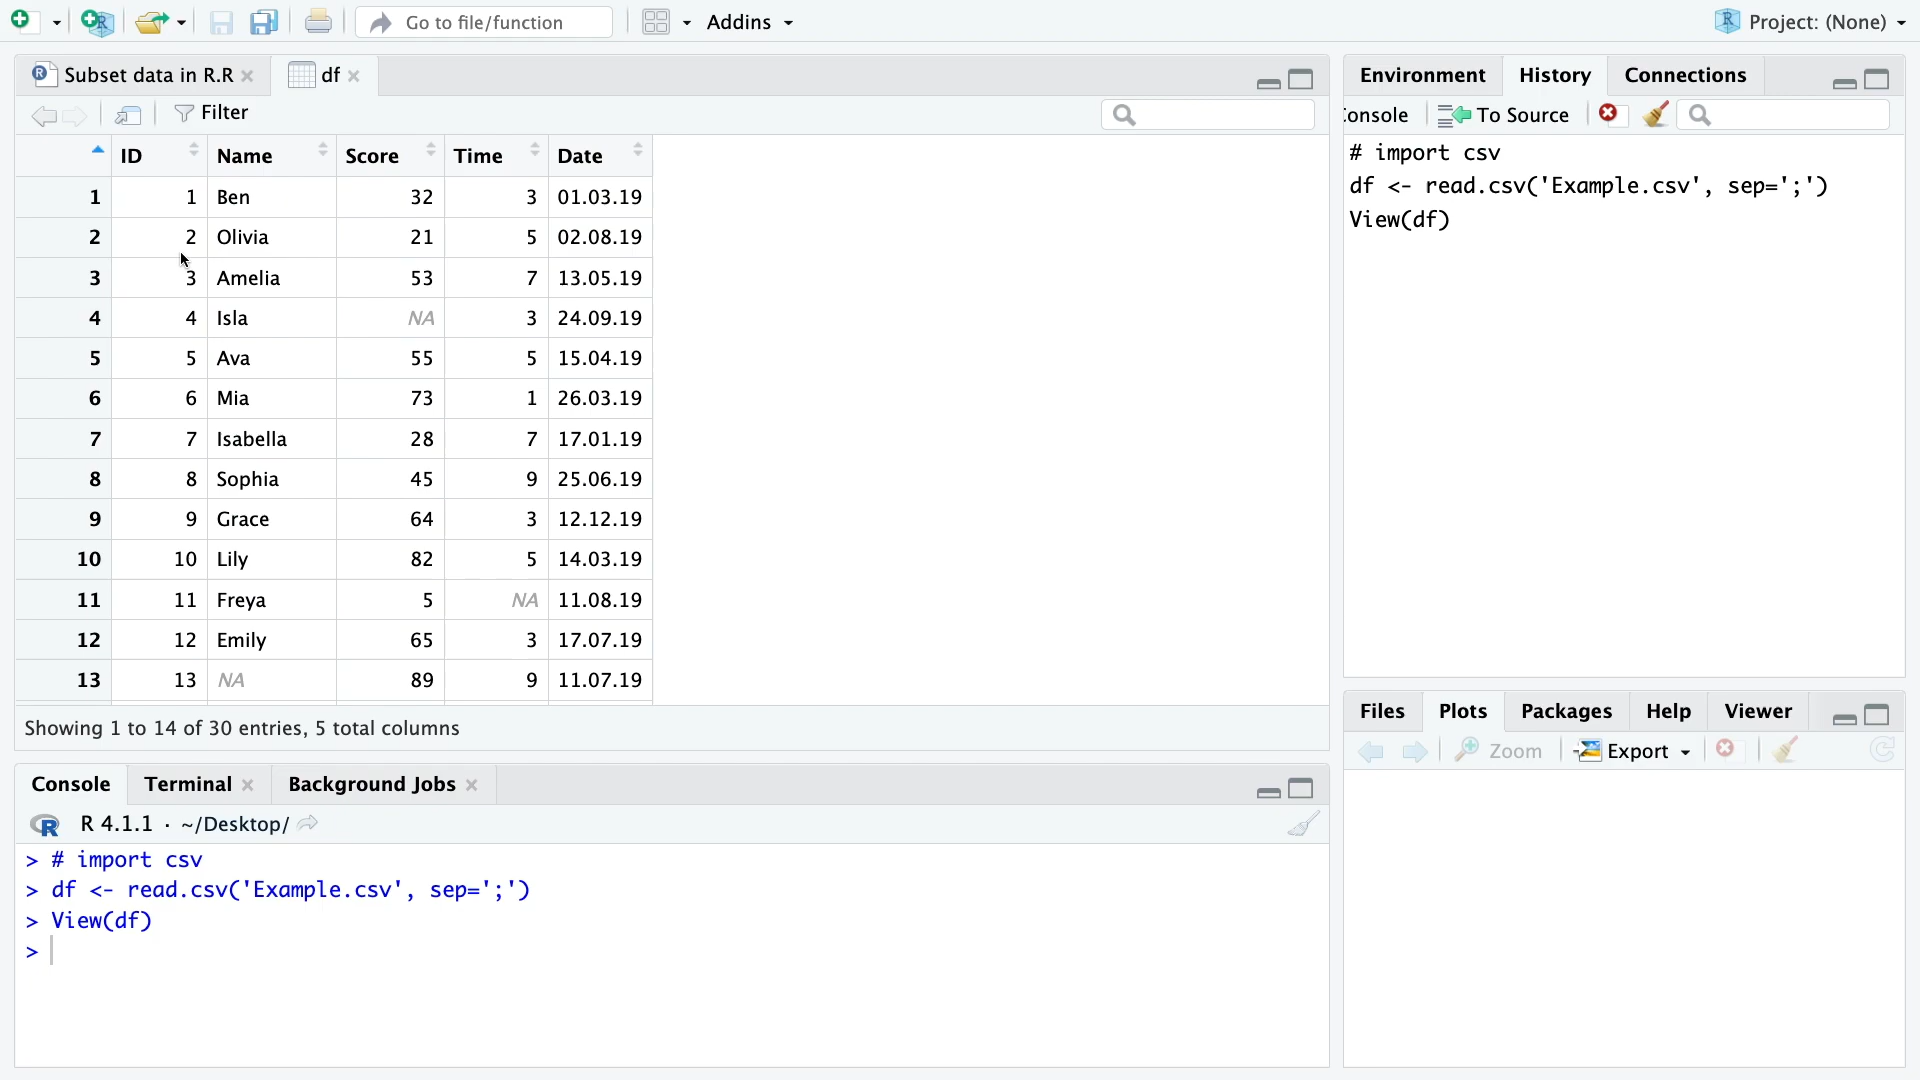 Go to file/function Addins Project: (None)
Subset data in R.R df
Filter
ID Name Score Time Date
1 1 Ben 32 3 01.03.19
2 2 Olivia 21 5 02.08.19
3 3 Amelia 53 7 13.05.19
4 4 Isla NA 3 24.09.19
5 5 Ava 55 5 15.04.19
6 6 Mia 73 1 26.03.19
7 7 Isabella 28 7 17.01.19
8 8 Sophia 45 9 25.06.19
9 9 Grace 64 3 12.12.19
10 10 Lily 82 5 14.03.19
11 11 Freya 5 NA 11.08.19
12 12 Emily 65 3 17.07.19
13 13 NA 89 9 11.07.19
Showing 1 to 14 of 30 entries, 5 total columns
Console Terminal Background Jobs
R 4.1.1 · ~/Desktop/
> # import csv
> df <- read.csv('Example.csv', sep=';')
> View(df)
>
Environment History Connections
onsole To Source
# import csv
df <- read.csv('Example.csv', sep=';')
View(df)
Files Plots Packages Help Viewer
Zoom Export